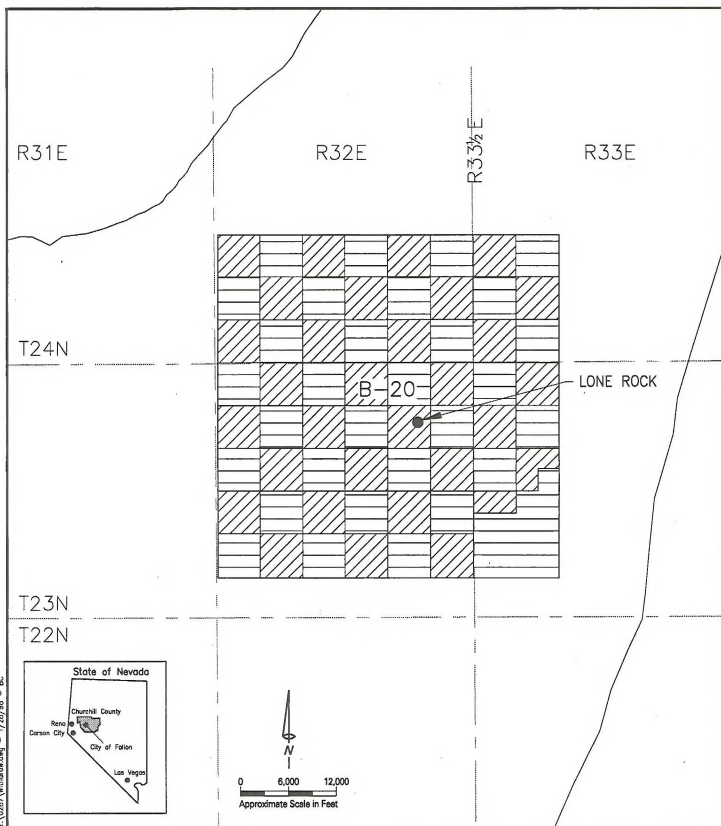 R31E
R32E
R33½E
R33E
T24N
B-20
LONE ROCK
T23N
T22N
State of Nevada
Churchill County
Reno
Carson City
City of Fallon
Las Vegas
N
0 6,000 12,000
Approximate Scale in Feet